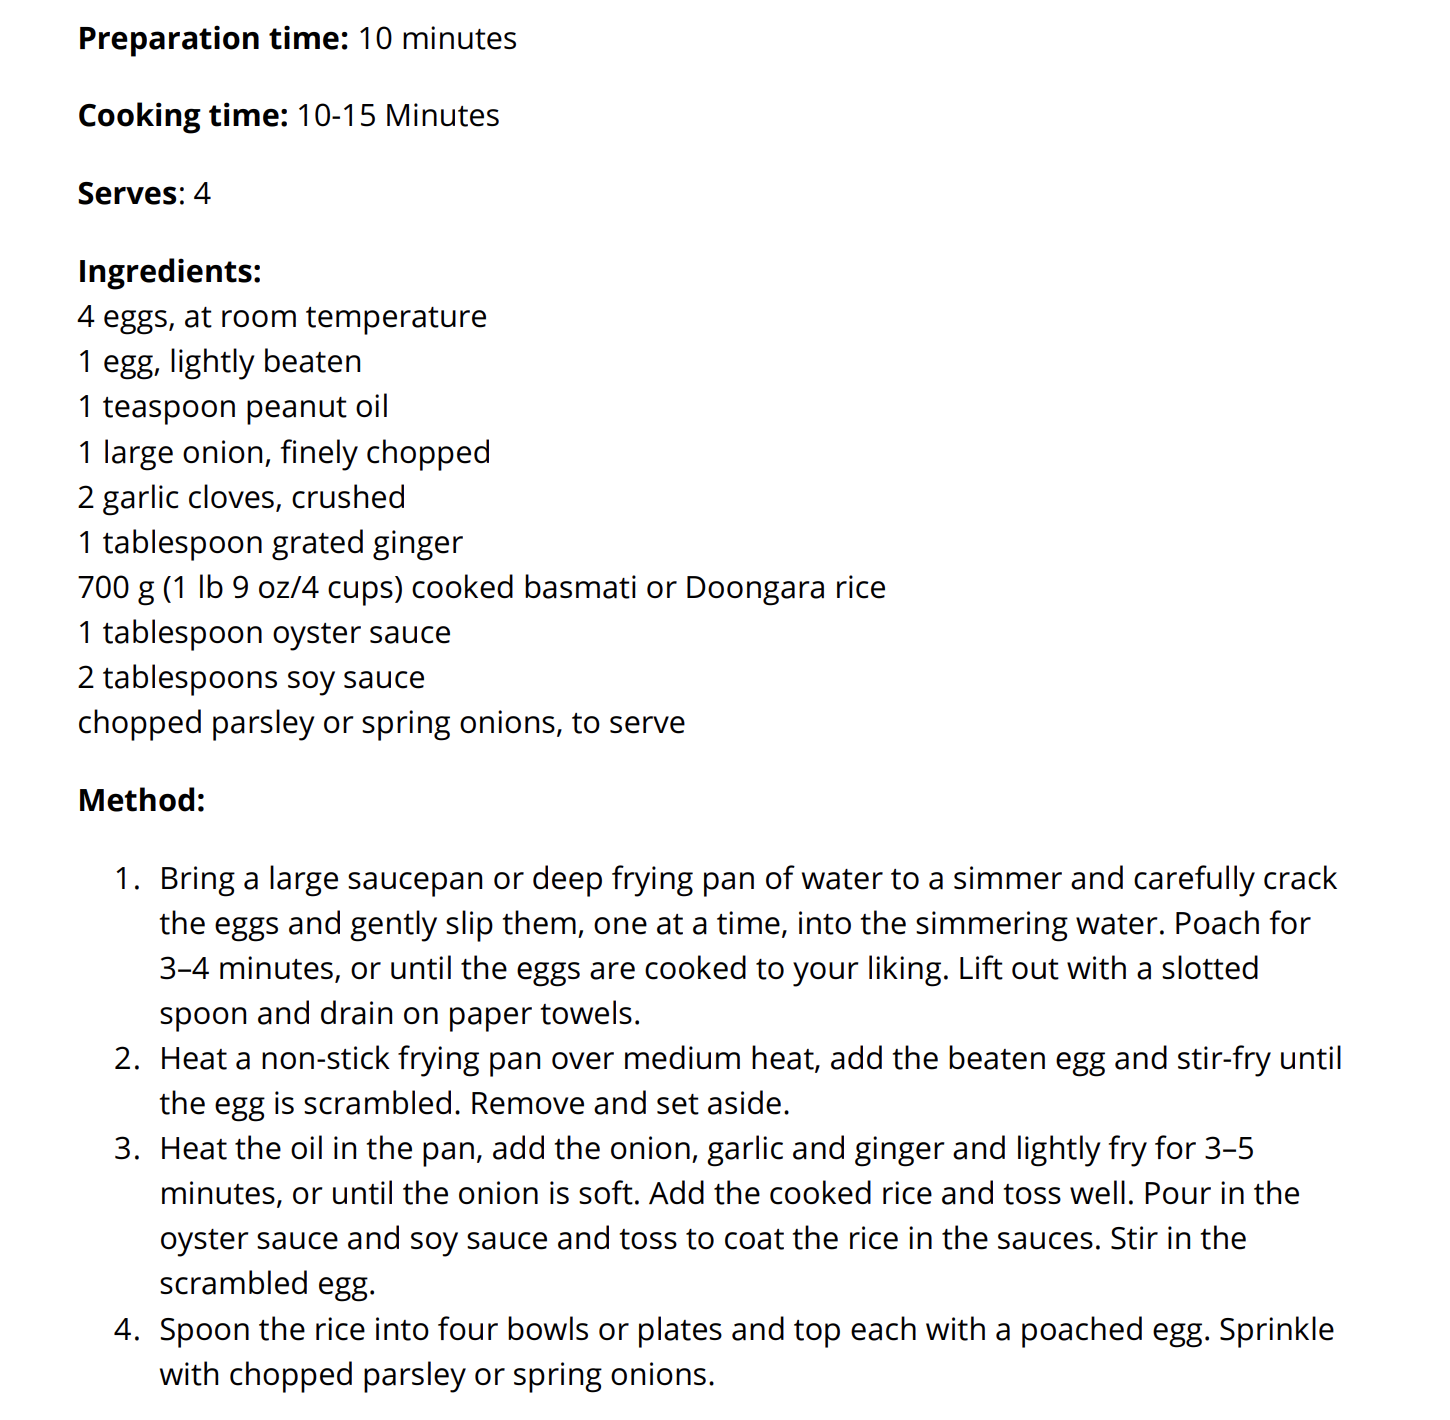 Preparation time: 10 minutes
Cooking time: 10-15 Minutes
Serves: 4
Ingredients:
4 eggs, at room temperature
1 egg, lightly beaten
1 teaspoon peanut oil
1 large onion, finely chopped
2 garlic cloves, crushed
1 tablespoon grated ginger
700 g (1 lb 9 oz/4 cups) cooked basmati or Doongara rice
1 tablespoon oyster sauce
2 tablespoons soy sauce
chopped parsley or spring onions, to serve
Method:
1. Bring a large saucepan or deep frying pan of water to a simmer and carefully crack
the eggs and gently slip them, one at a time, into the simmering water. Poach for
3–4 minutes, or until the eggs are cooked to your liking. Lift out with a slotted
spoon and drain on paper towels.
2. Heat a non-stick frying pan over medium heat, add the beaten egg and stir-fry until
the egg is scrambled. Remove and set aside.
3. Heat the oil in the pan, add the onion, garlic and ginger and lightly fry for 3–5
minutes, or until the onion is soft. Add the cooked rice and toss well. Pour in the
oyster sauce and soy sauce and toss to coat the rice in the sauces. Stir in the
scrambled egg.
4. Spoon the rice into four bowls or plates and top each with a poached egg. Sprinkle
with chopped parsley or spring onions.